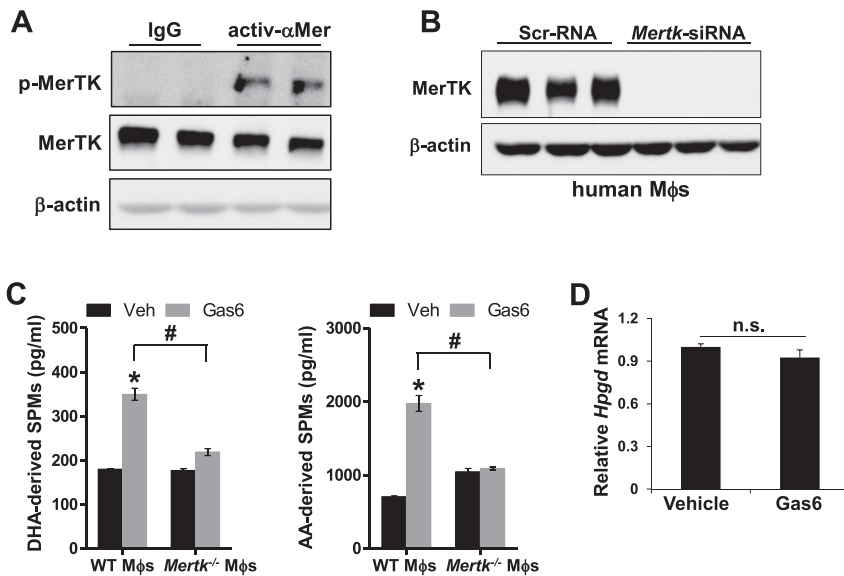 A
IgG activ-αMer
p-MerTK
MerTK
β-actin
B
Scr-RNA Mertk-siRNA
MerTK
β-actin
human Mϕs
C
Veh Gas6
DHA-derived SPMs (pg/ml)
500
400
300
200
100
0
*
#
WT Mϕs Mertk-/- Mϕs
Veh Gas6
AA-derived SPMs (pg/ml)
3000
2000
1000
0
*
#
WT Mϕs Mertk-/- Mϕs
D
Relative Hpgd mRNA
1.2
0.9
0.6
0.3
0
n.s.
Vehicle Gas6